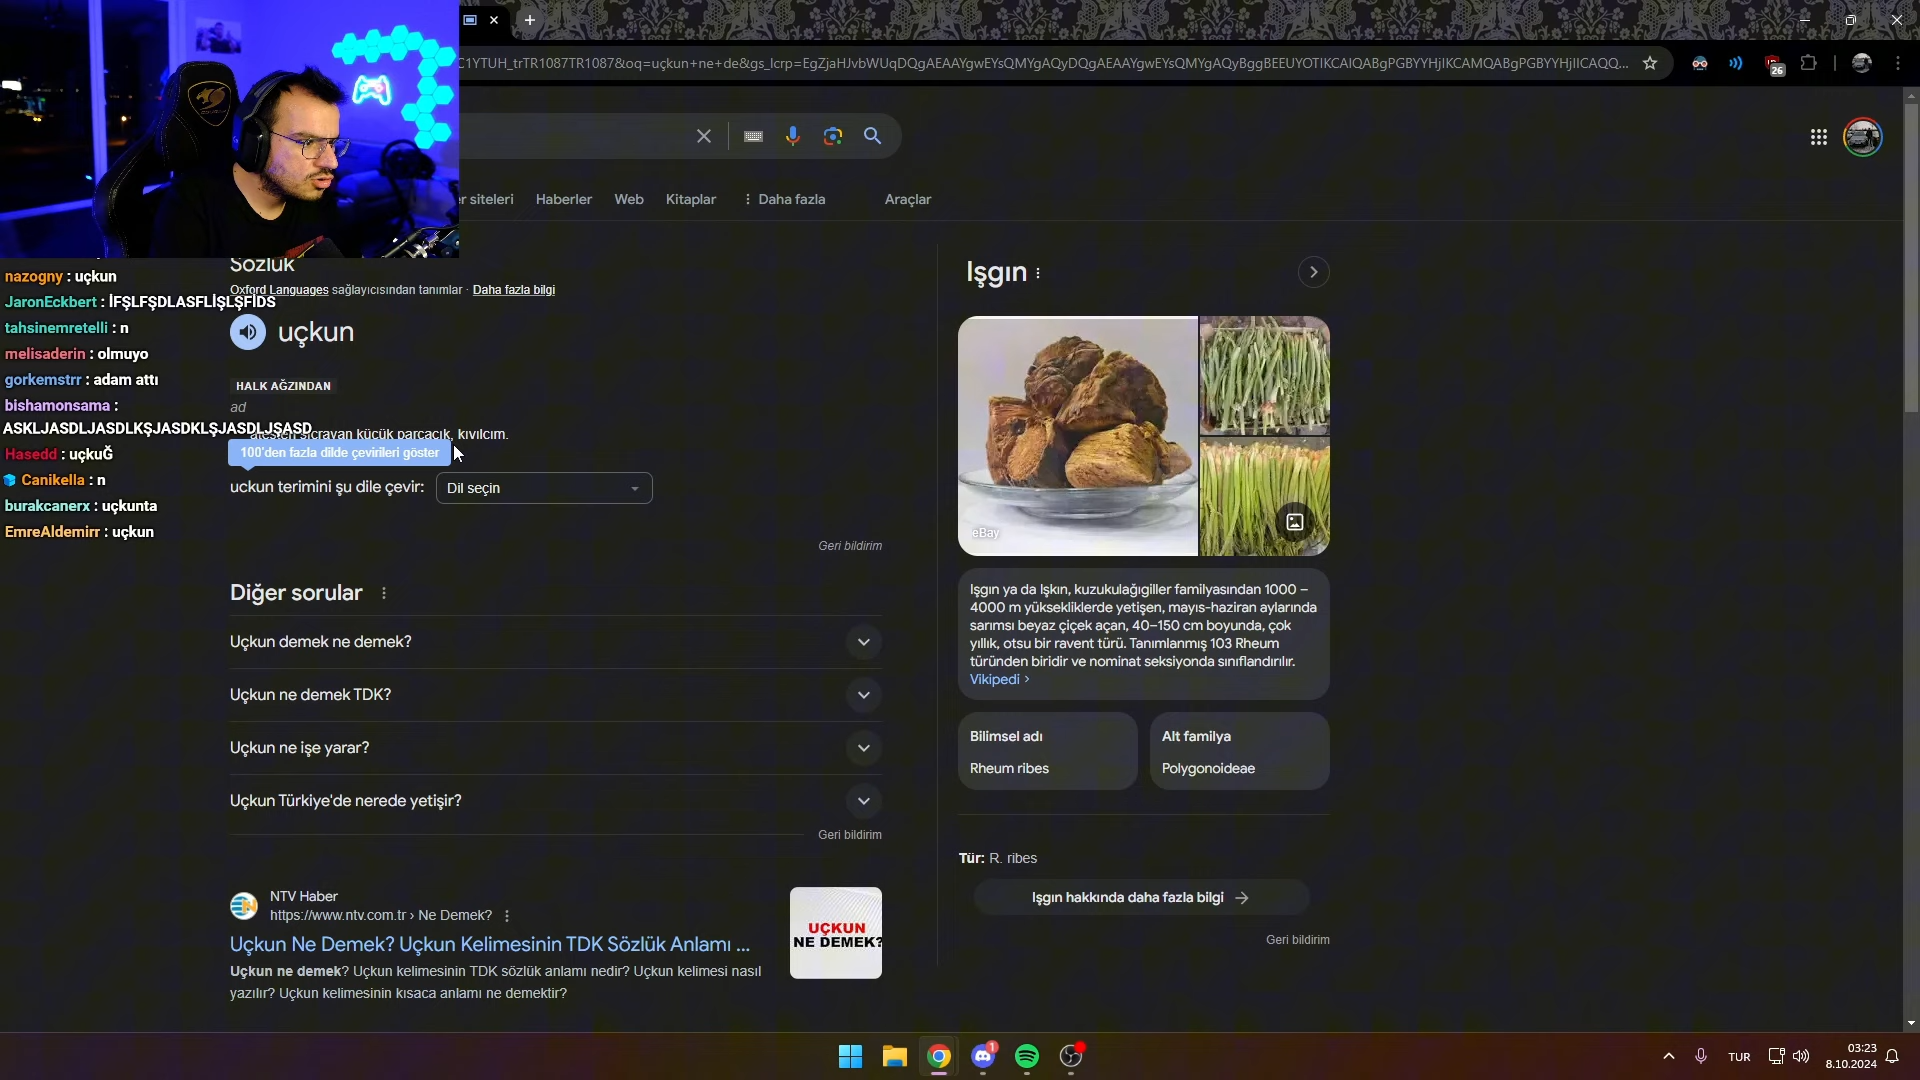 C1YTUH_trTR1087TR1087&oq=uçkun+ne+de&gs_lcrp=EgZjaHJvbWUqDQgAEAAYgwEYsQMYgAQyDQgAEAAYgwEYsQMYgAQyBggBEEUYOTIKCAIQABgPGBYYHjIKCAMQABgPGBYYHjIICAQQ...
26
er siteleri
Haberler
Web
Kitaplar
Daha fazla
Araçlar
Sözlük
Oxford Languages sağlayıcısından tanımlar · Daha fazla bilgi
uçkun
HALK AĞZINDAN
ad
ateşten sıçrayan küçük parçacık, kıvılcım.
100'den fazla dilde çevirileri göster
uckun terimini şu dile çevir:
Dil seçin
Geri bildirim
nazogny : uçkun
JaronEckbert : İFŞLFŞDLASFLİŞLŞFİDS
tahsinemretelli : n
melisaderin : olmuyo
gorkemstrr : adam attı
bishamonsama :
ASKLJASDLJASDLKŞJASDKLŞJASDLJŞASD
Hasedd : uçkuĞ
Canikella : n
burakcanerx : uçkunta
EmreAldemirr : uçkun
Diğer sorular
Uçkun demek ne demek?
Uçkun ne demek TDK?
Uçkun ne işe yarar?
Uçkun Türkiye'de nerede yetişir?
Geri bildirim
NTV Haber
https://www.ntv.com.tr › Ne Demek?
Uçkun Ne Demek? Uçkun Kelimesinin TDK Sözlük Anlamı ...
Uçkun ne demek? Uçkun kelimesinin TDK sözlük anlamı nedir? Uçkun kelimesi nasıl
yazılır? Uçkun kelimesinin kısaca anlamı ne demektir?
UÇKUN
NE DEMEK?
Işgın
eBay
Işgın ya da Işkın, kuzukulağıgiller familyasından 1000 –
4000 m yüksekliklerde yetişen, mayıs-haziran aylarında
sarımsı beyaz çiçek açan, 40–150 cm boyunda, çok
yıllık, otsu bir ravent türü. Tanımlanmış 103 Rheum
türünden biridir ve nominat seksiyonda sınıflandırılır.
Vikipedi ›
Bilimsel adı
Rheum ribes
Alt familya
Polygonoideae
Tür: R. ribes
Işgın hakkında daha fazla bilgi
Geri bildirim
1
TUR
03:23
8.10.2024